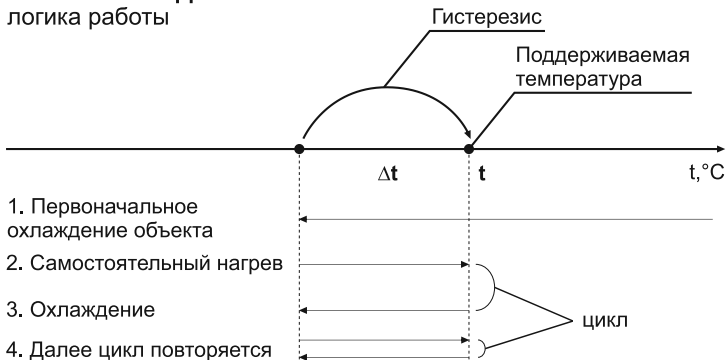 логика работы
Гистерезис
Поддерживаемая
температура
Δt
t
t,°C
1. Первоначальное
охлаждение объекта
2. Самостоятельный нагрев
3. Охлаждение
цикл
4. Далее цикл повторяется